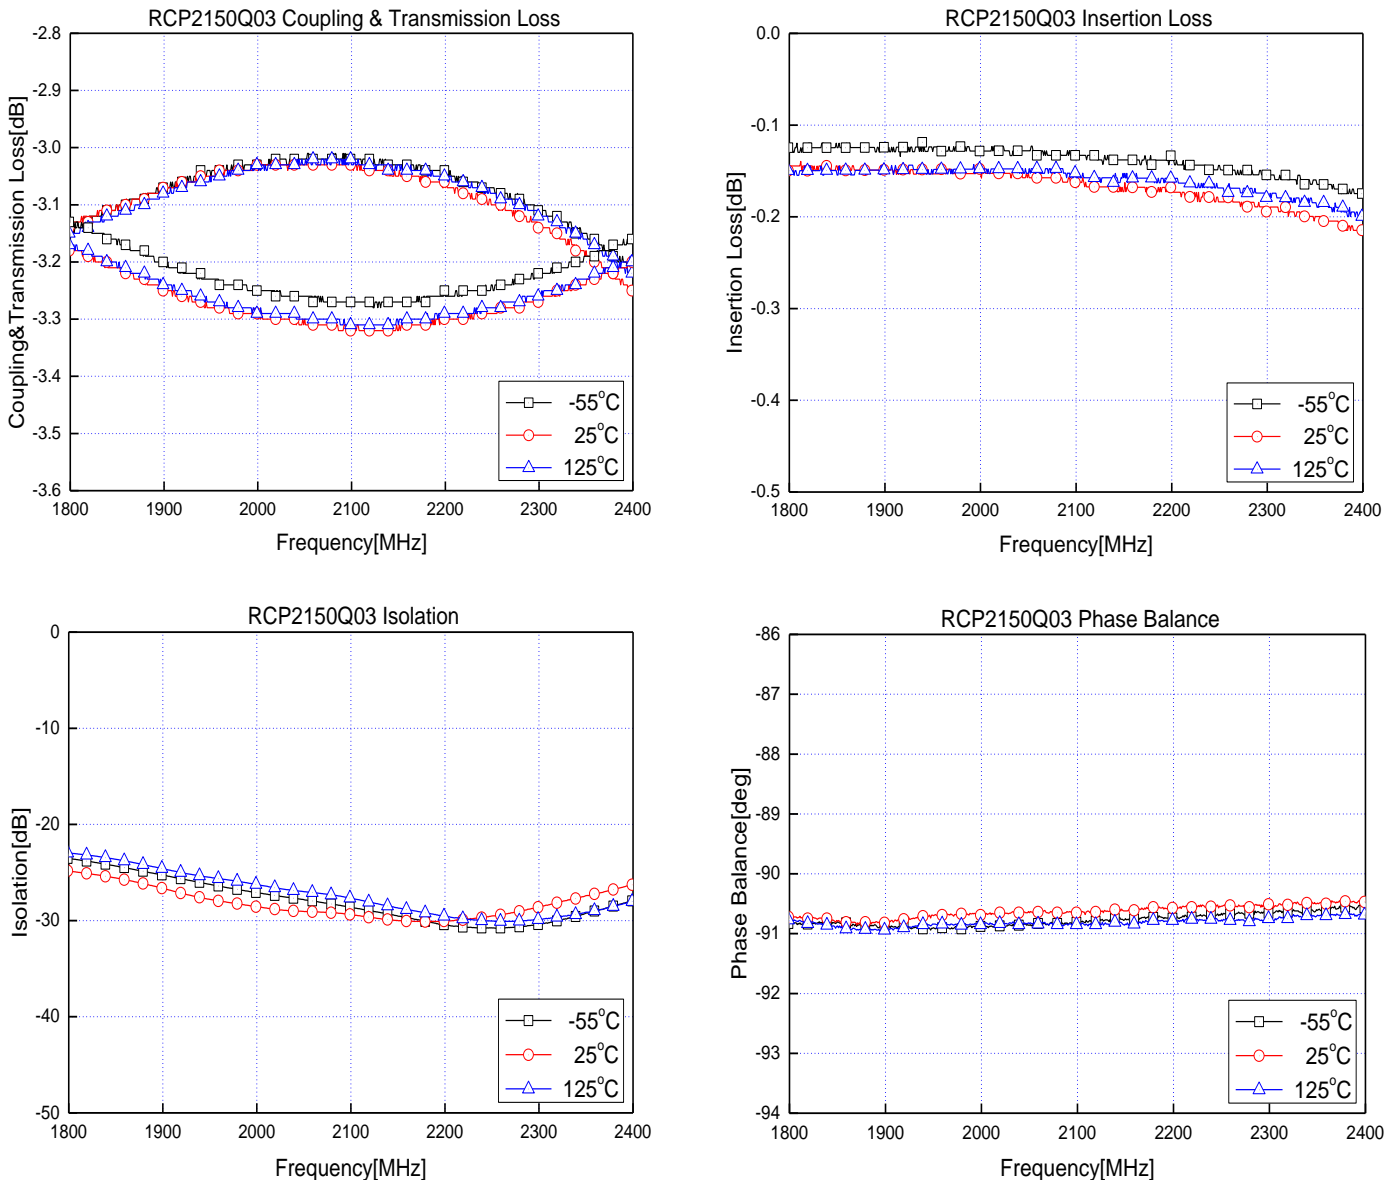 RCP2150Q03 Coupling & Transmission Loss
Coupling&Transmission Loss[dB]
-2.8
-2.9
-3.0
-3.1
-3.2
-3.3
-3.4
-3.5
-3.6
-55°C
25°C
125°C
1800 1900 2000 2100 2200 2300 2400
Frequency[MHz]
RCP2150Q03 Insertion Loss
Insertion Loss[dB]
0.0
-0.1
-0.2
-0.3
-0.4
-0.5
-55°C
25°C
125°C
1800 1900 2000 2100 2200 2300 2400
Frequency[MHz]
RCP2150Q03 Isolation
Isolation[dB]
0
-10
-20
-30
-40
-50
-55°C
25°C
125°C
1800 1900 2000 2100 2200 2300 2400
Frequency[MHz]
RCP2150Q03 Phase Balance
Phase Balance[deg]
-86
-87
-88
-89
-90
-91
-92
-93
-94
-55°C
25°C
125°C
1800 1900 2000 2100 2200 2300 2400
Frequency[MHz]